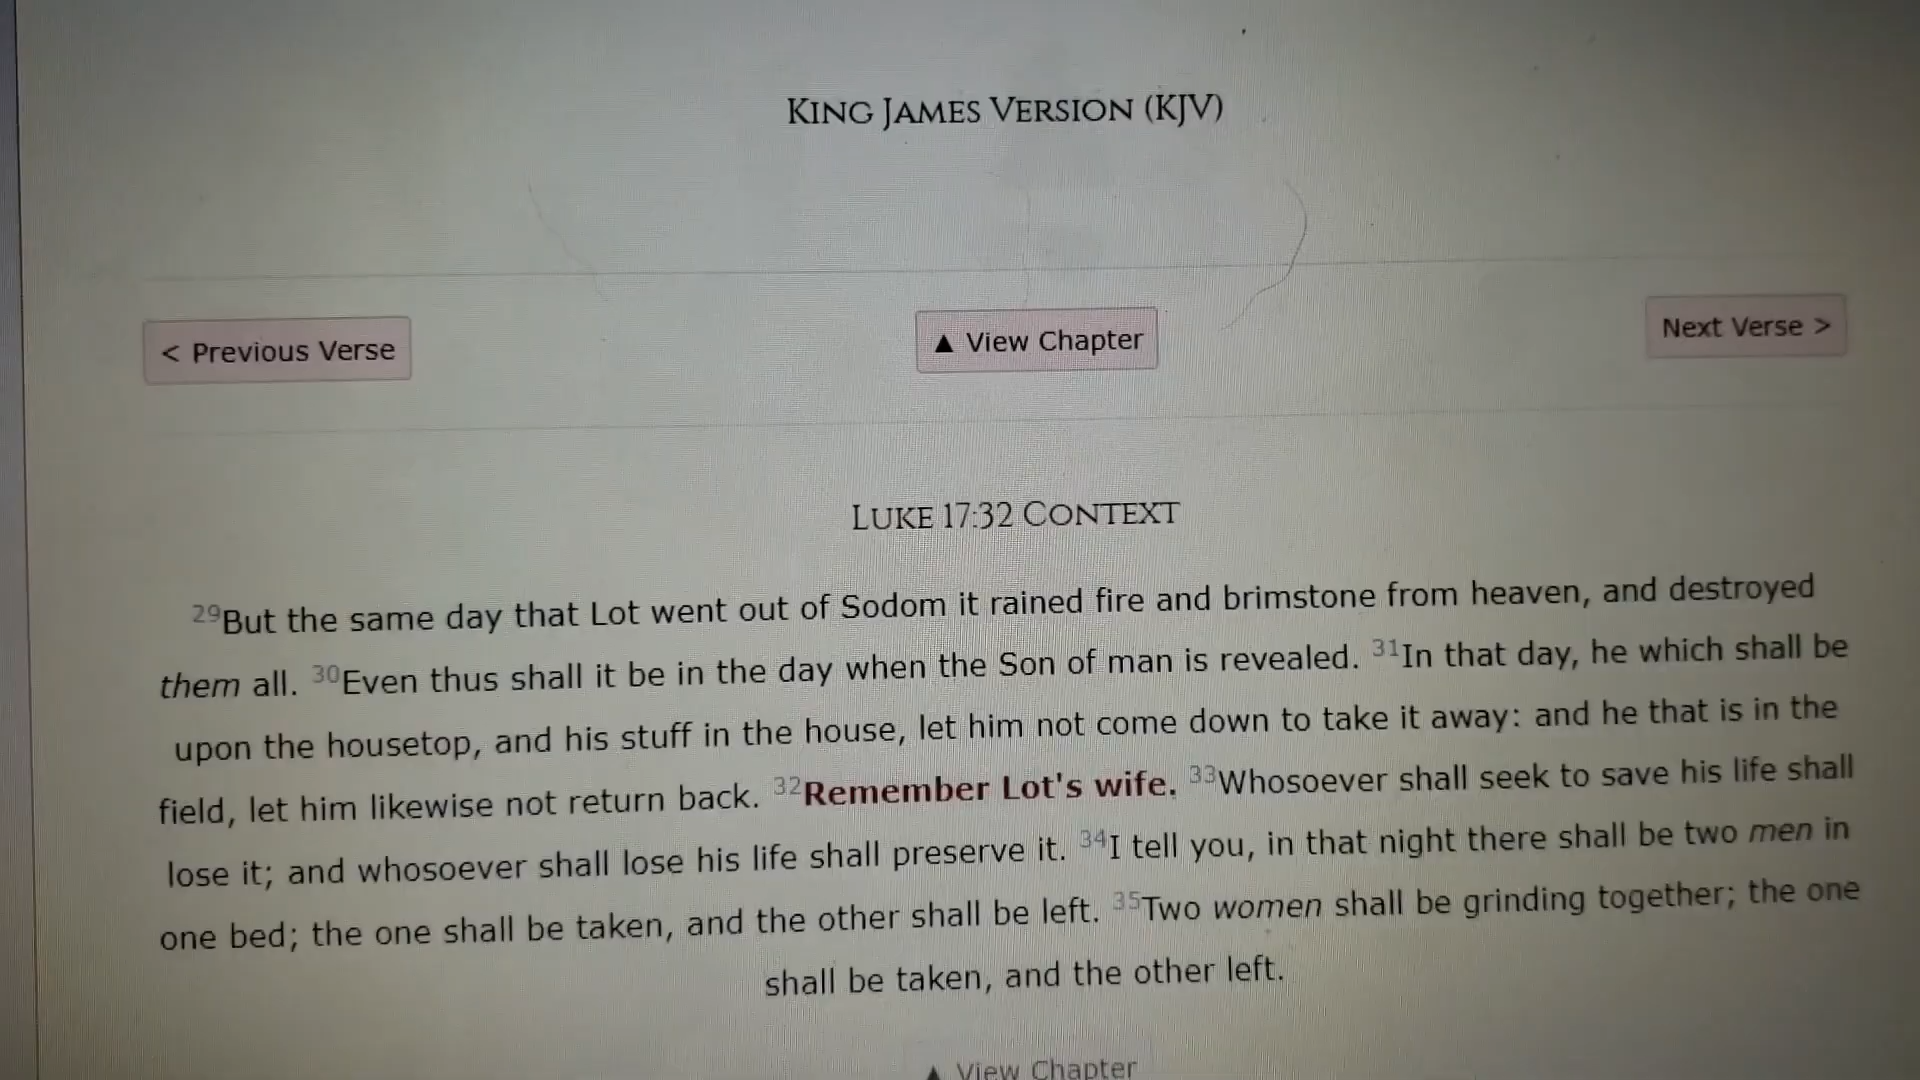 KING JAMES VERSION (KJV)
< Previous Verse
▲ View Chapter
Next Verse >
LUKE 17:32 CONTEXT
29But the same day that Lot went out of Sodom it rained fire and brimstone from heaven, and destroyed
them all. 30Even thus shall it be in the day when the Son of man is revealed. 31In that day, he which shall be
upon the housetop, and his stuff in the house, let him not come down to take it away: and he that is in the
field, let him likewise not return back. 32Remember Lot's wife. 33Whosoever shall seek to save his life shall
lose it; and whosoever shall lose his life shall preserve it. 34I tell you, in that night there shall be two men in
one bed; the one shall be taken, and the other shall be left. 35Two women shall be grinding together; the one
shall be taken, and the other left.
▲ View Chapter